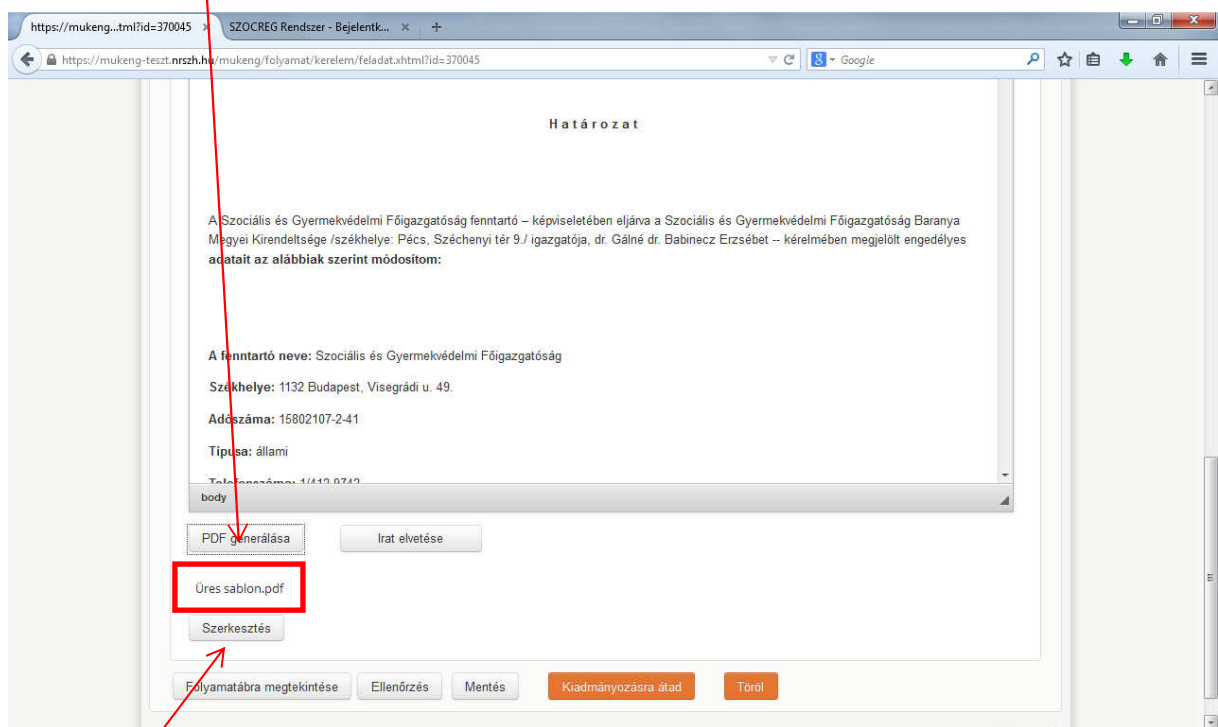 https://mukeng...tml?id=370045
SZOCREG Rendszer - Bejelentk...
https://mukeng-teszt.nrszh.hu/mukeng/folyamat/kerelem/feladat.xhtml?id=370045
Google
Határozat
A Szociális és Gyermekvédelmi Főigazgatóság fenntartó – képviseletében eljárva a Szociális és Gyermekvédelmi Főigazgatóság Baranya
Megyei Kirendeltsége /székhelye: Pécs, Széchenyi tér 9./ igazgatója, dr. Gálné dr. Babinecz Erzsébet -- kérelmében megjelölt engedélyes
adatait az alábbiak szerint módosítom:
A fenntartó neve: Szociális és Gyermekvédelmi Főigazgatóság
Székhelye: 1132 Budapest, Visegrádi u. 49.
Adószáma: 15802107-2-41
Típusa: állami
Telefonszáma: 1/412-9742
body
PDF generálása
Irat elvetése
Üres sablon.pdf
Szerkesztés
Folyamatábra megtekintése
Ellenőrzés
Mentés
Kiadmányozásra átad
Töröl